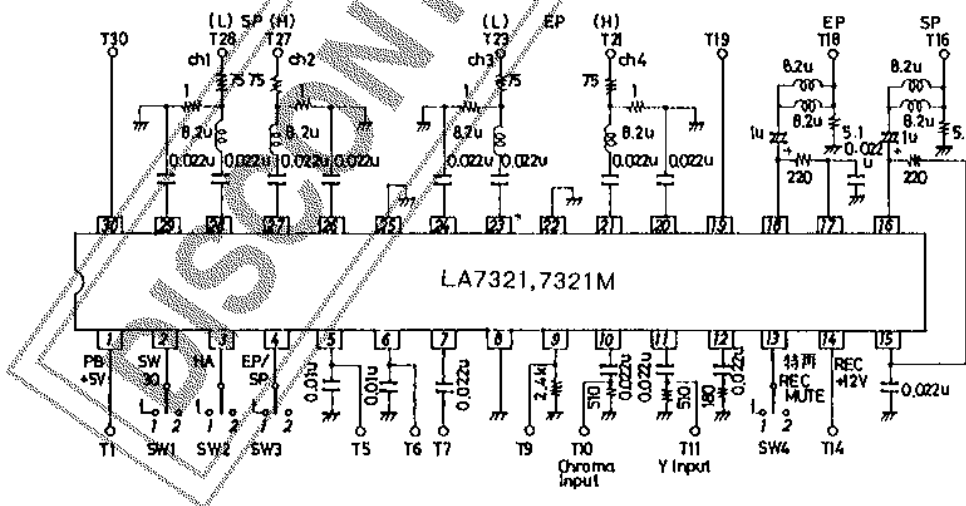 (L) SP (H) (L) EP (H) EP SP
T30 T28 T27 T23 T21 T19 T18 T16
ch1 ch2 ch3 ch4
8.2u 8.2u
75 75 75 75
8.2u 8.2u
1 1 1 1
1u 5.1 1u 5.
8.2u 8.2u 8.2u 8.2u
0.022u 0.022u 0.022u 0.022u 0.022u 0.022u 0.022u 0.022u
220 0.022u 220
30 29 28 27 26 25 24 23 22 21 20 19 18 17 16
LA7321,7321M
1 2 3 4 5 6 7 8 9 10 11 12 13 14 15
PB +5V
SW 30
HA
EP/SP
0.01u 0.01u 0.022u
2.4k
510 0.022u 0.022u
510 180 0.022u
特再 REC MUTE
REC +12V
0.022u
1 2 1 2 1 2 1 2
T1 SW1 SW2 SW3 T5 T6 T7 T9 T10 T11 SW4 T14
Chroma Input
Y Input
DISCON